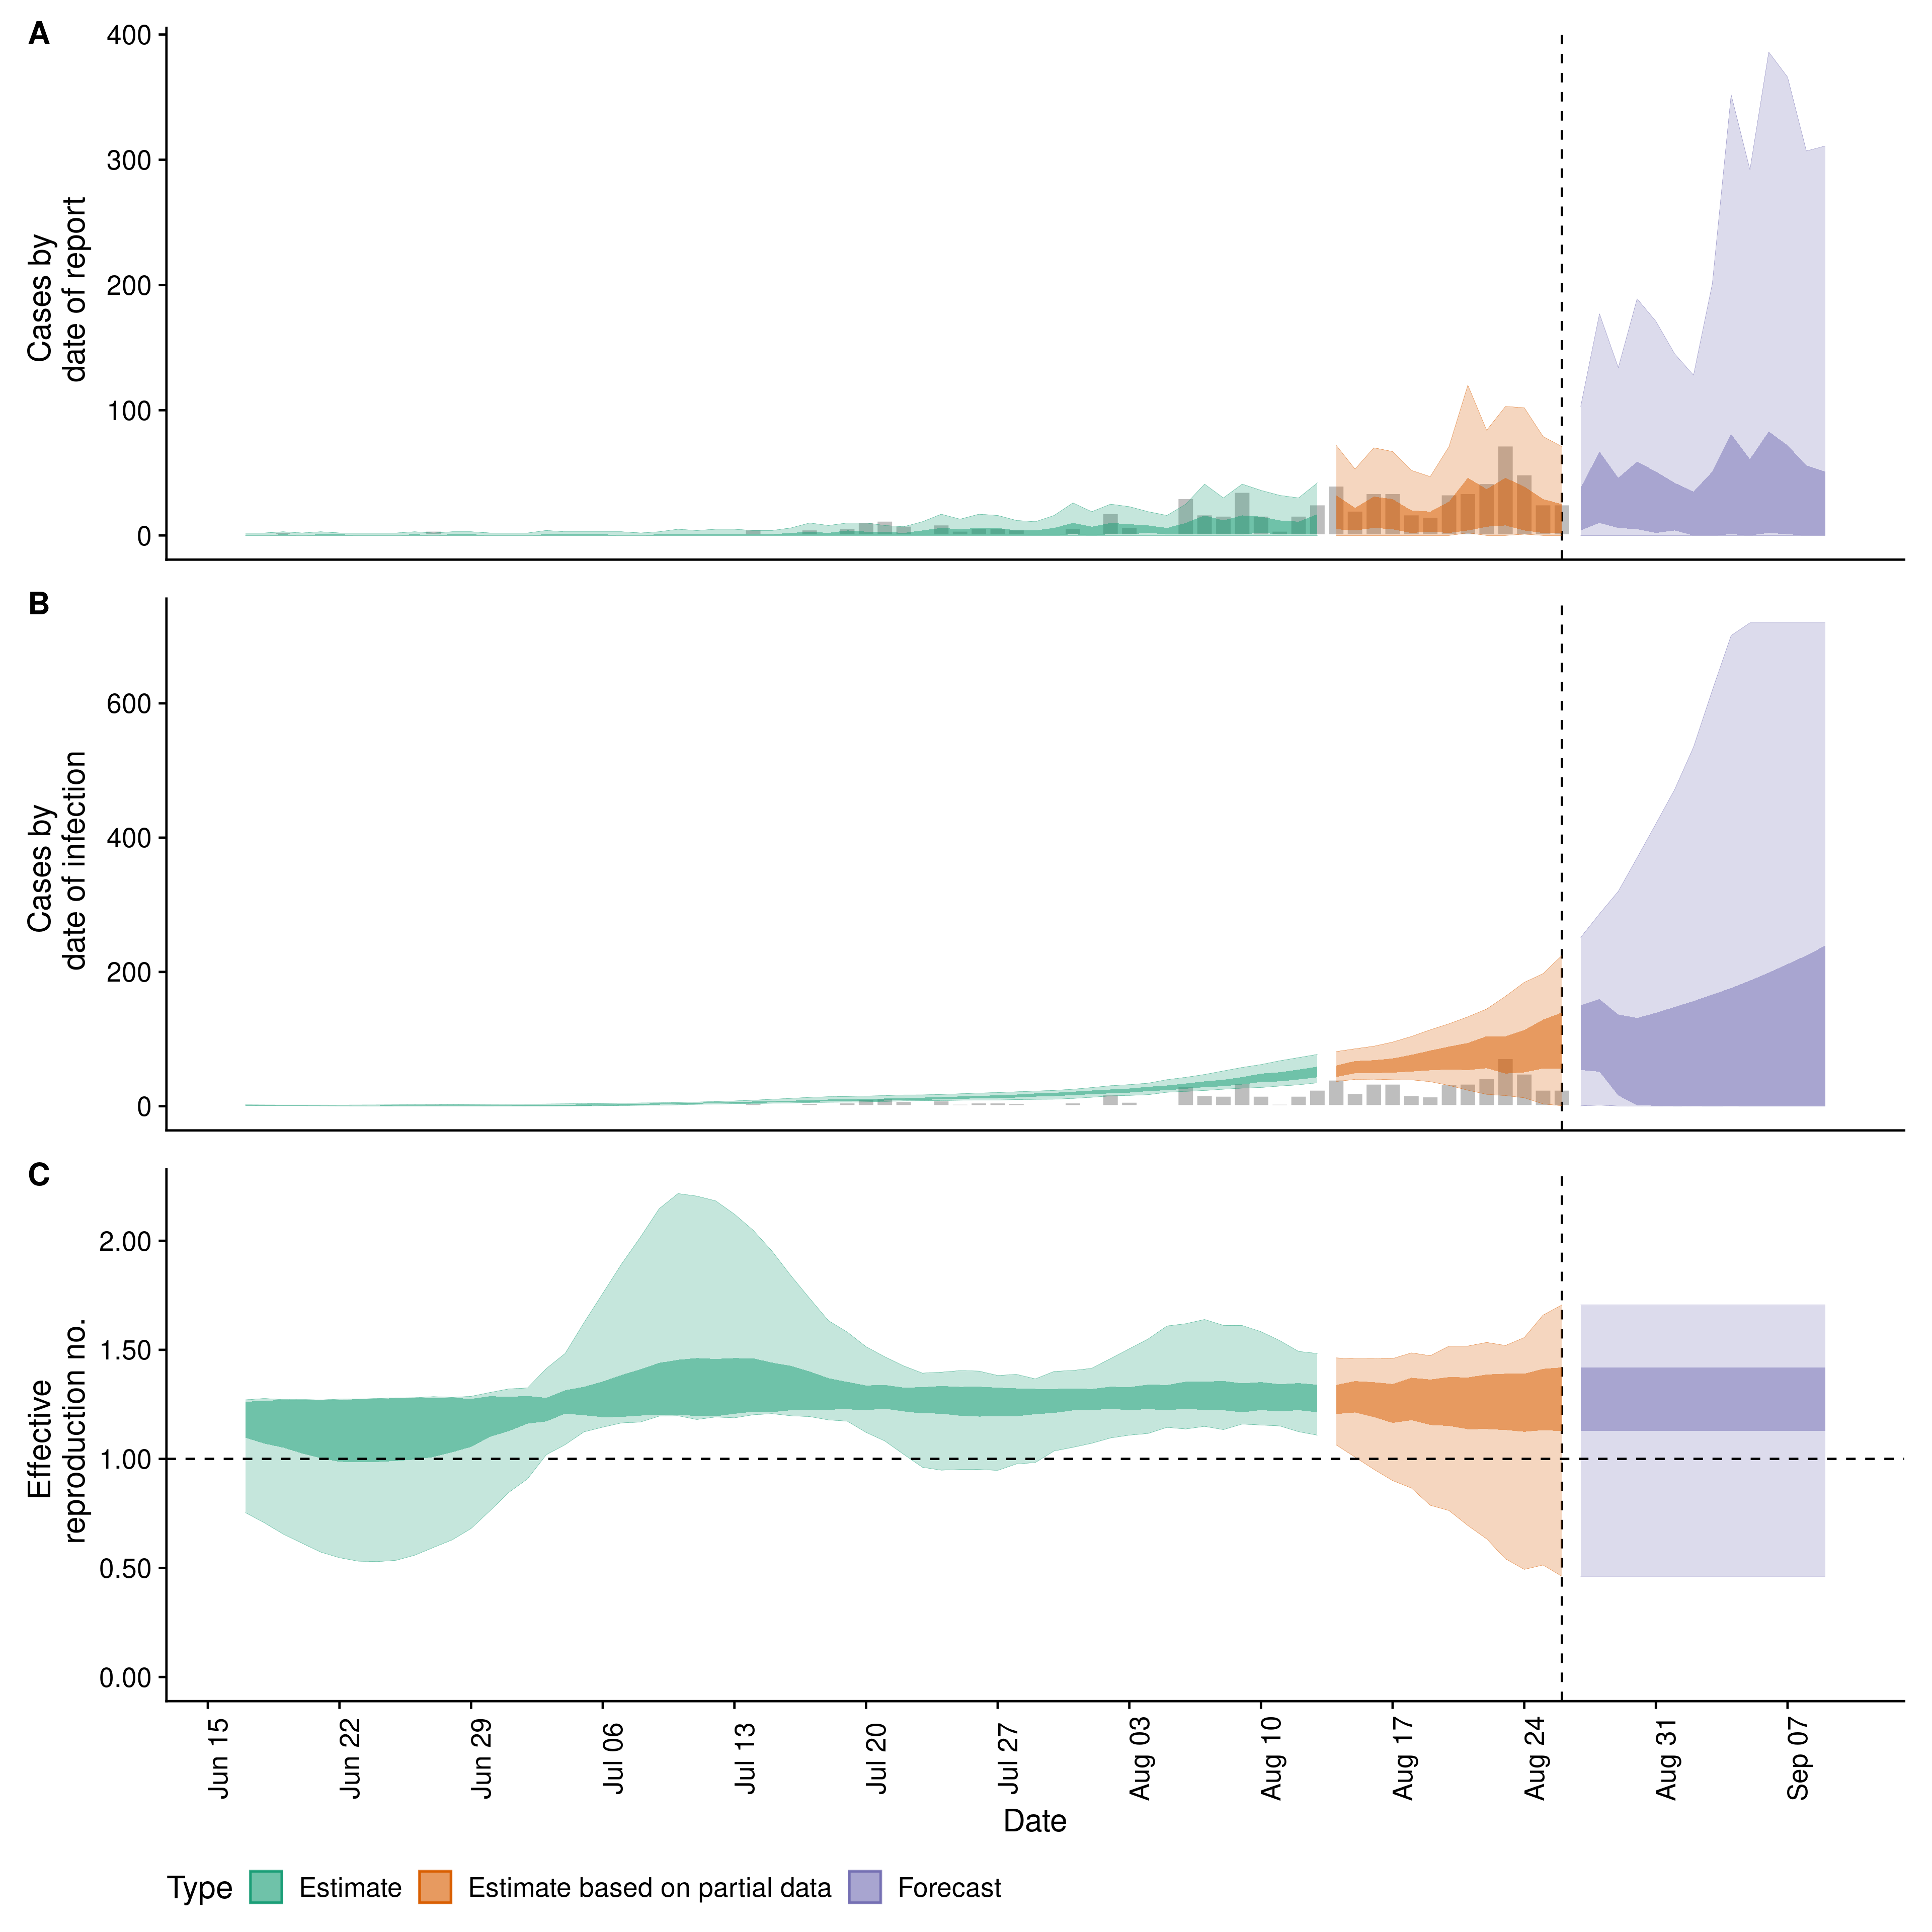 A
400
300
200
100
0
Cases by
date of report
B
600
400
200
0
Cases by
date of infection
C
2.00
1.50
1.00
0.50
0.00
Effective
reproduction no.
Jun 15
Jun 22
Jun 29
Jul 06
Jul 13
Jul 20
Jul 27
Aug 03
Aug 10
Aug 17
Aug 24
Aug 31
Sep 07
Date
Type Estimate Estimate based on partial data Forecast